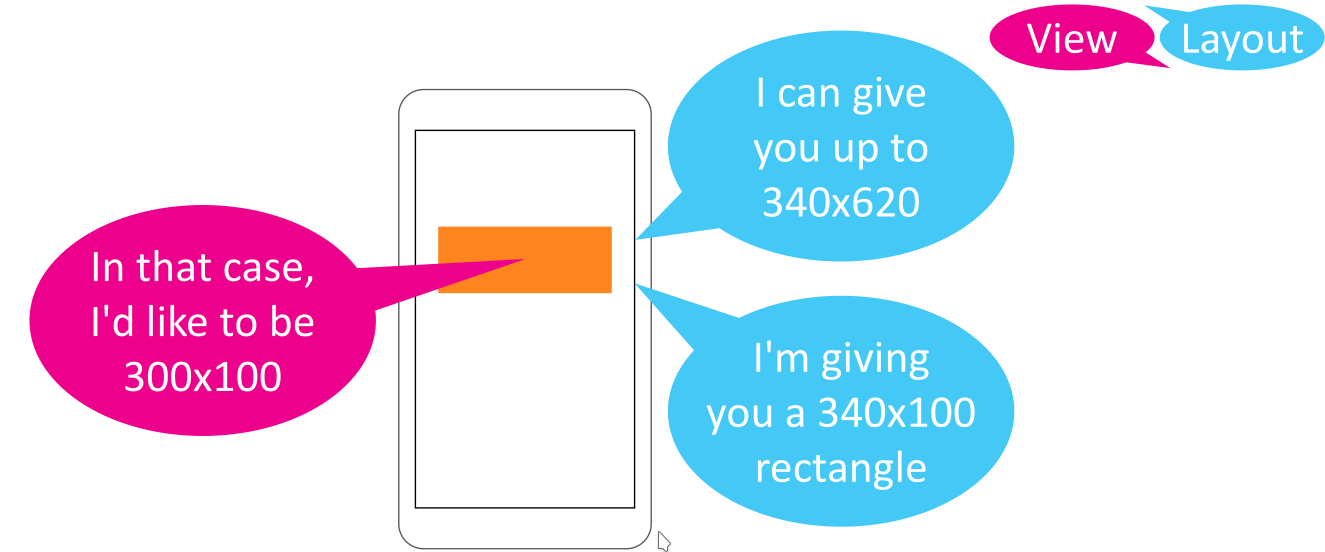 View
Layout
I can give
you up to
340x620
In that case,
I'd like to be
300x100
I'm giving
you a 340x100
rectangle